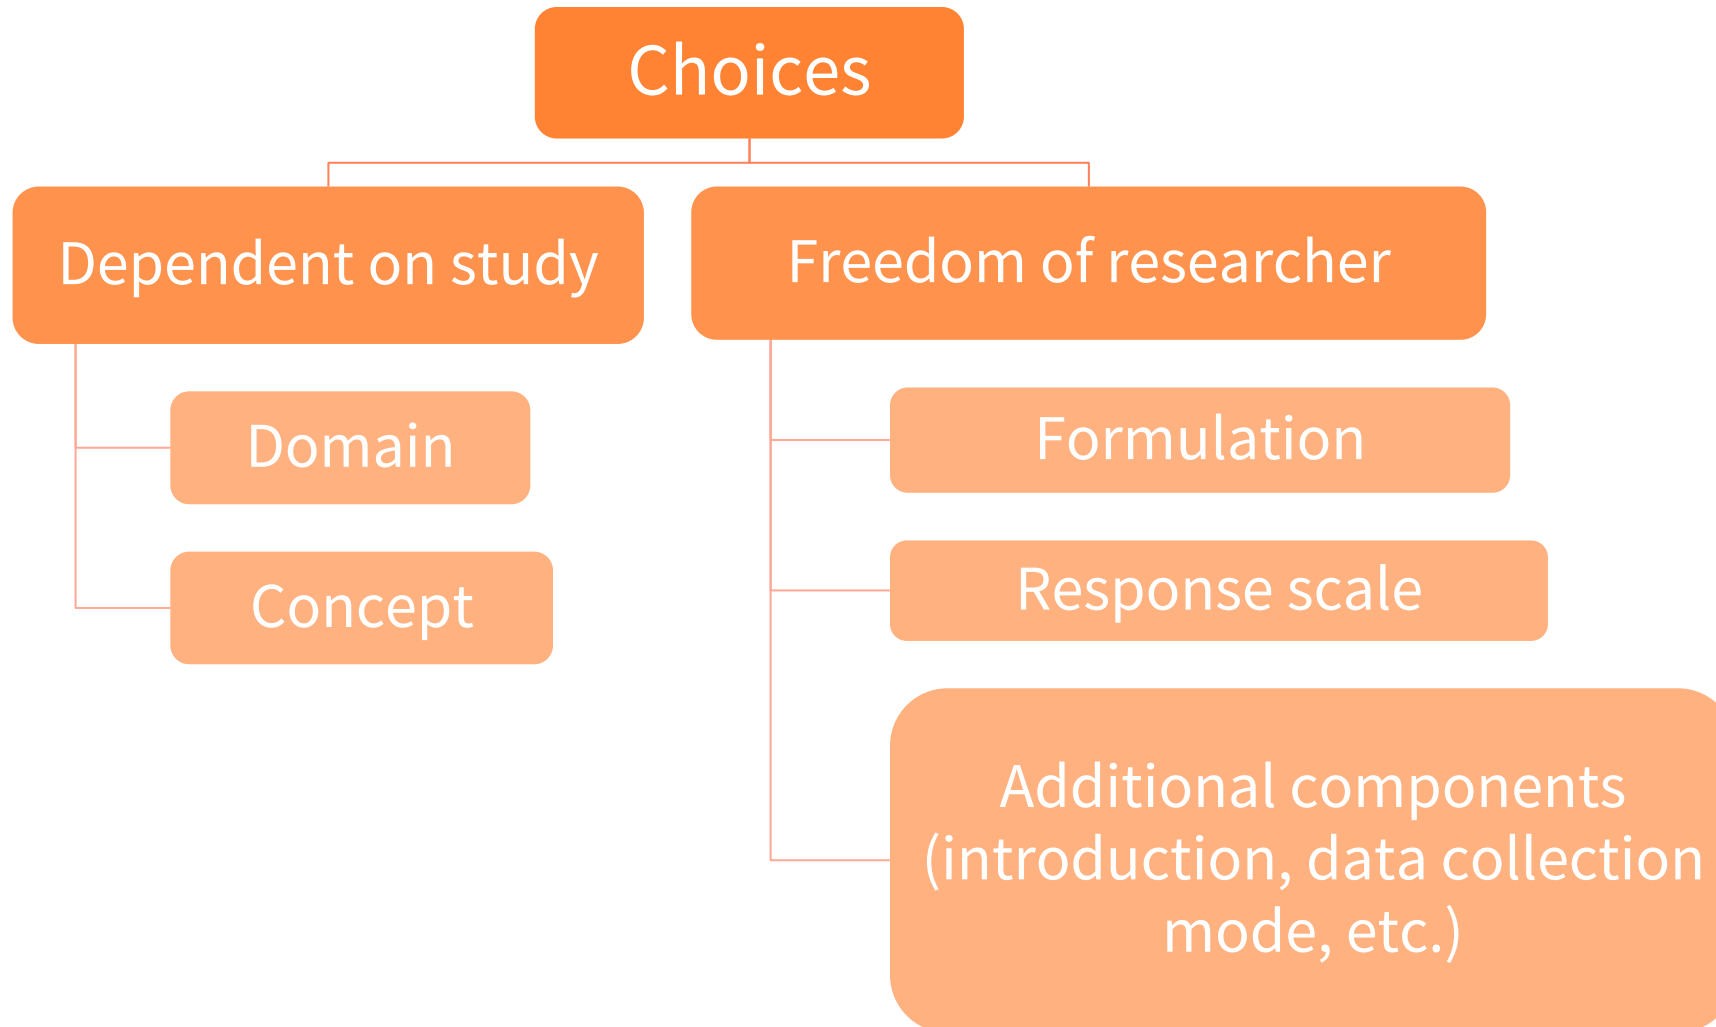 Choices
Dependent on study
Domain
Concept
Freedom of researcher
Formulation
Response scale
Additional components
(introduction, data collection
mode, etc.)